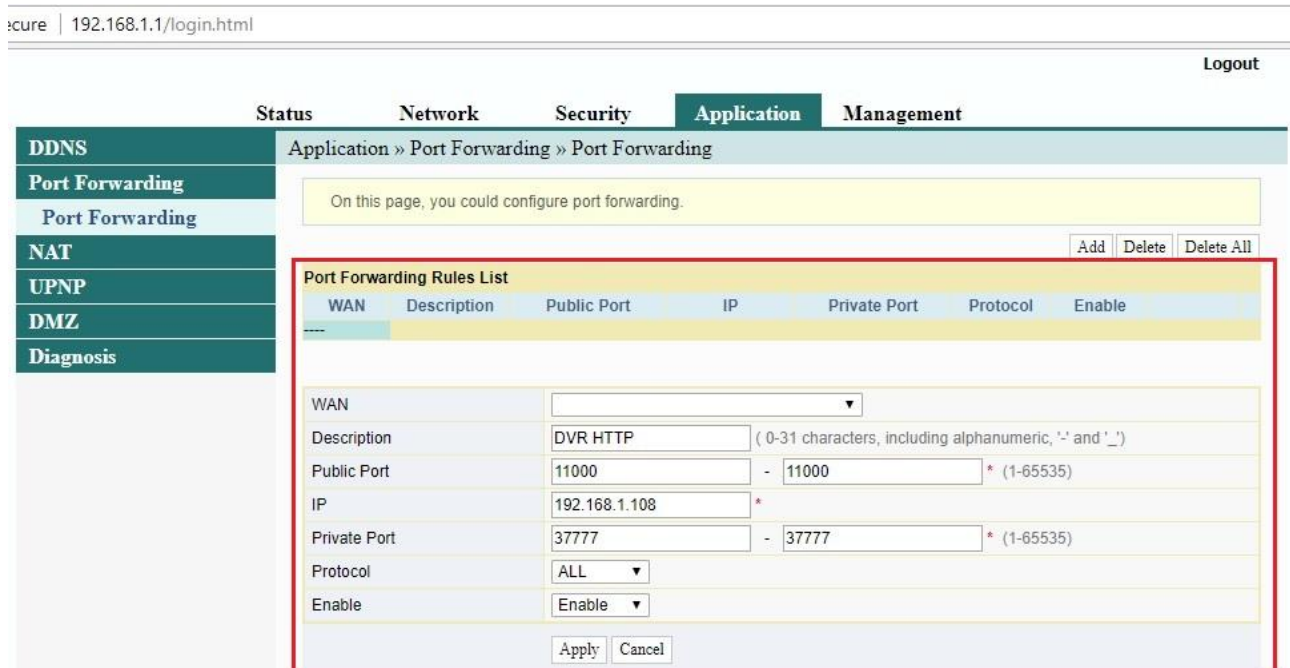 ecure | 192.168.1.1/login.html
Logout
Status Network Security Application Management
DDNS
Application » Port Forwarding » Port Forwarding
Port Forwarding
On this page, you could configure port forwarding.
Port Forwarding
NAT
Add Delete Delete All
UPNP
Port Forwarding Rules List
WAN Description Public Port IP Private Port Protocol Enable
DMZ
----
Diagnosis
WAN
Description DVR HTTP ( 0-31 characters, including alphanumeric, '-' and '_')
Public Port 11000 - 11000 * (1-65535)
IP 192.168.1.108 *
Private Port 37777 - 37777 * (1-65535)
Protocol ALL
Enable Enable
Apply Cancel